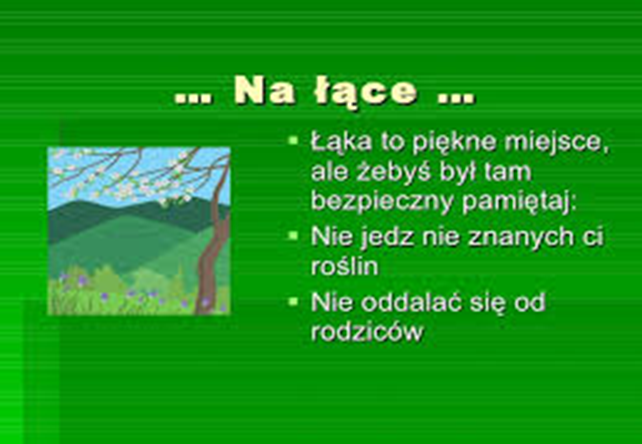 ... Na łące ...
Łąka to piękne miejsce,
ale żebyś był tam
bezpieczny pamiętaj:
Nie jedz nie znanych ci
roślin
Nie oddalać się od
rodziców